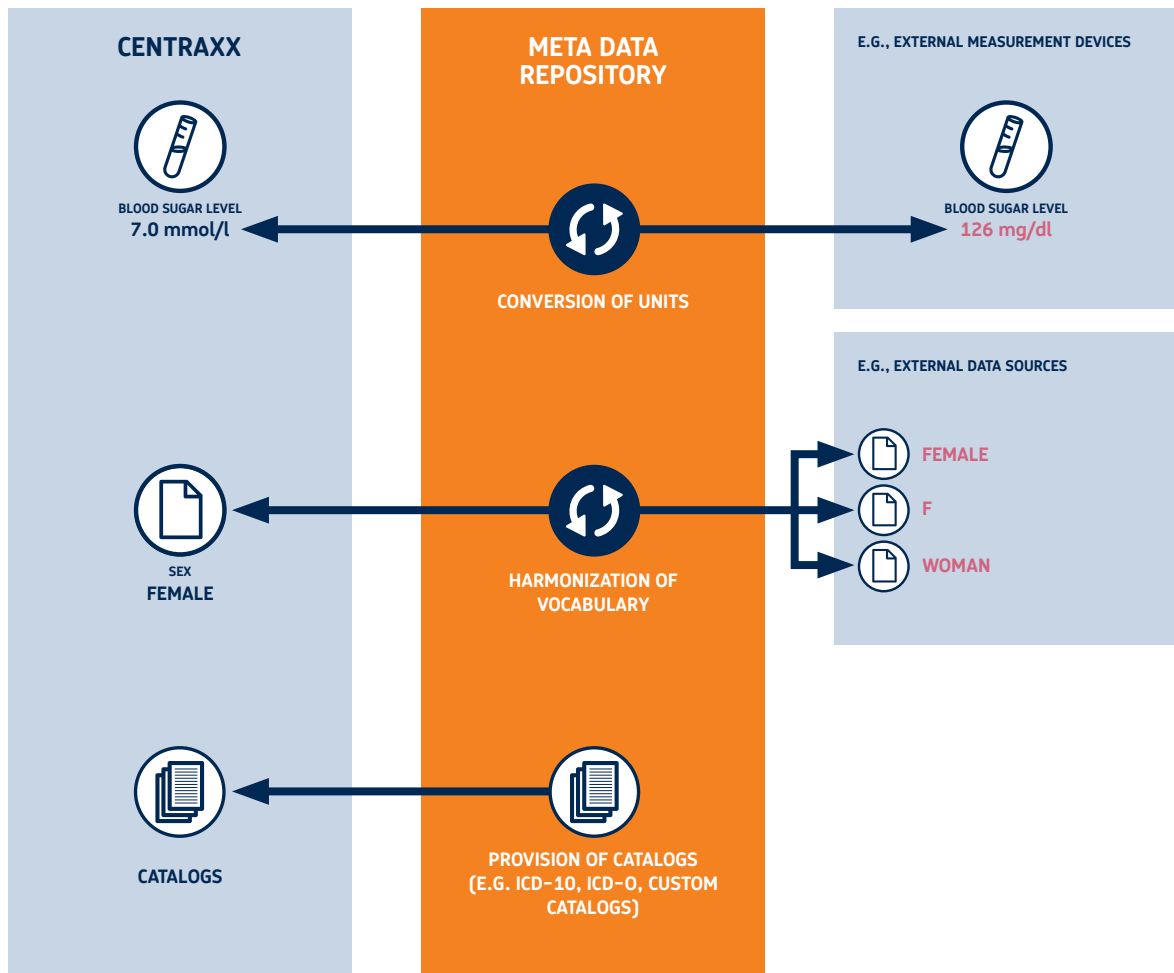 CENTRAXX
META DATA
REPOSITORY
E.G., EXTERNAL MEASUREMENT DEVICES
BLOOD SUGAR LEVEL
7.0 mmol/l
BLOOD SUGAR LEVEL
126 mg/dl
CONVERSION OF UNITS
E.G., EXTERNAL DATA SOURCES
FEMALE
F
WOMAN
SEX
FEMALE
HARMONIZATION OF
VOCABULARY
CATALOGS
PROVISION OF CATALOGS
(E.G. ICD-10, ICD-O, CUSTOM
CATALOGS)